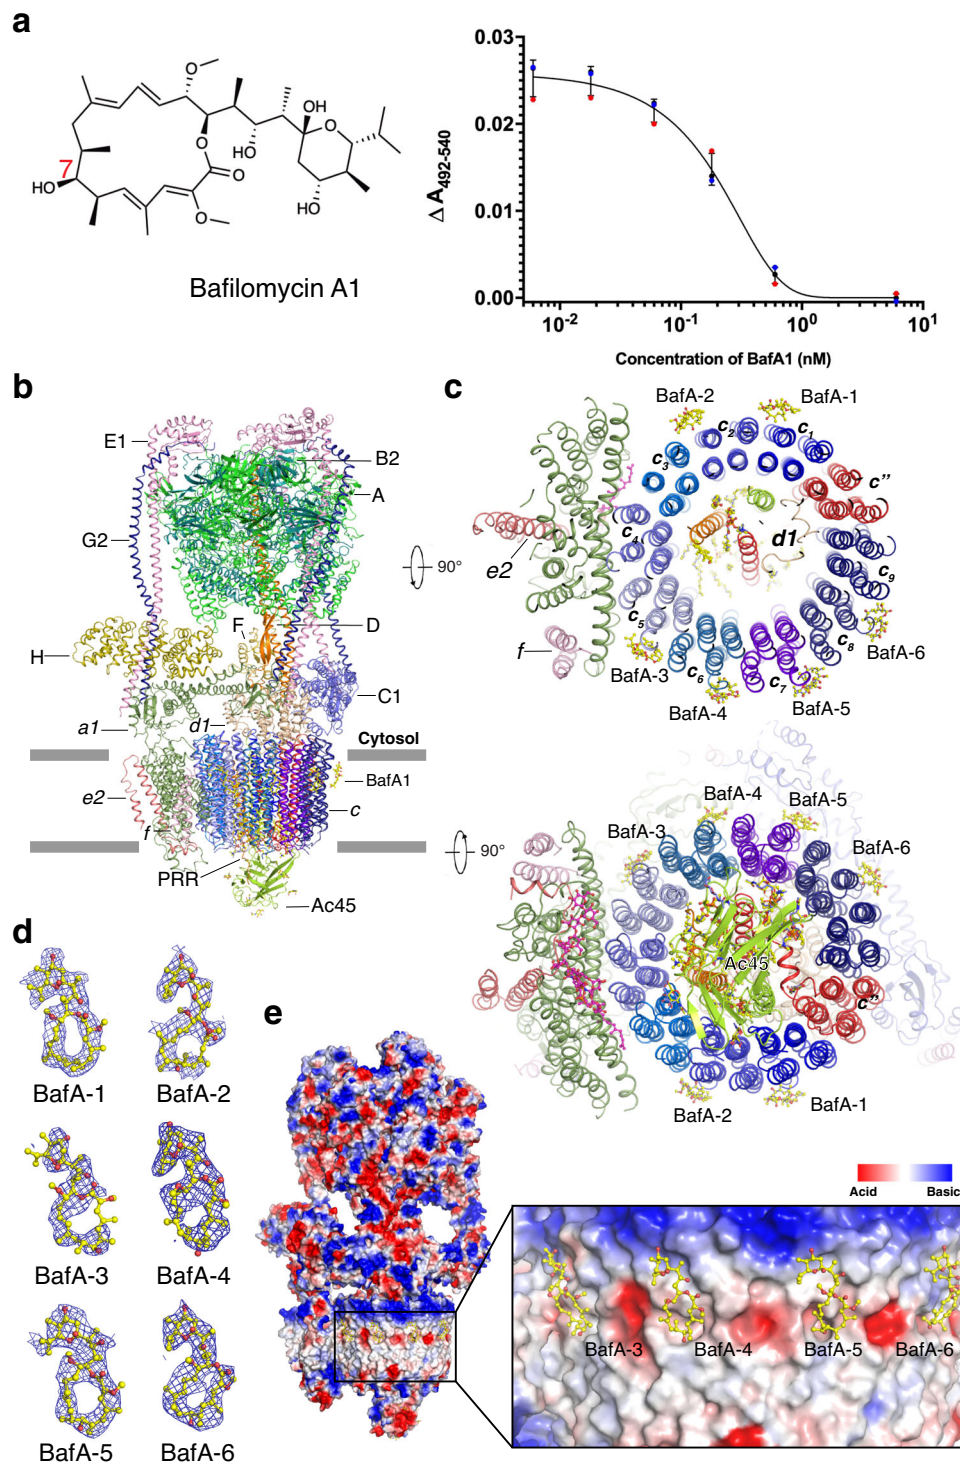 a
O
OH
O
HO
7
O
O
HO
O
HO
Bafilomycin A1
0.03
0.02
0.01
0.00
ΔA492-540
10-2
10-1
100
101
Concentration of BafA1 (nM)
b
E1
B2
A
G2
90°
F
D
H
C1
a1
d1
Cytosol
BafA1
e2
c
f
PRR
Ac45
c
BafA-2
BafA-1
c2
c1
c3
c"
c4
d1
e2
c9
c5
f
c8
BafA-6
BafA-3
c6
c7
BafA-4
BafA-5
90°
BafA-4
BafA-5
BafA-3
BafA-6
Ac45
c"
BafA-2
BafA-1
d
BafA-1
BafA-2
BafA-3
BafA-4
BafA-5
BafA-6
e
Acid
Basic
BafA-3
BafA-4
BafA-5
BafA-6